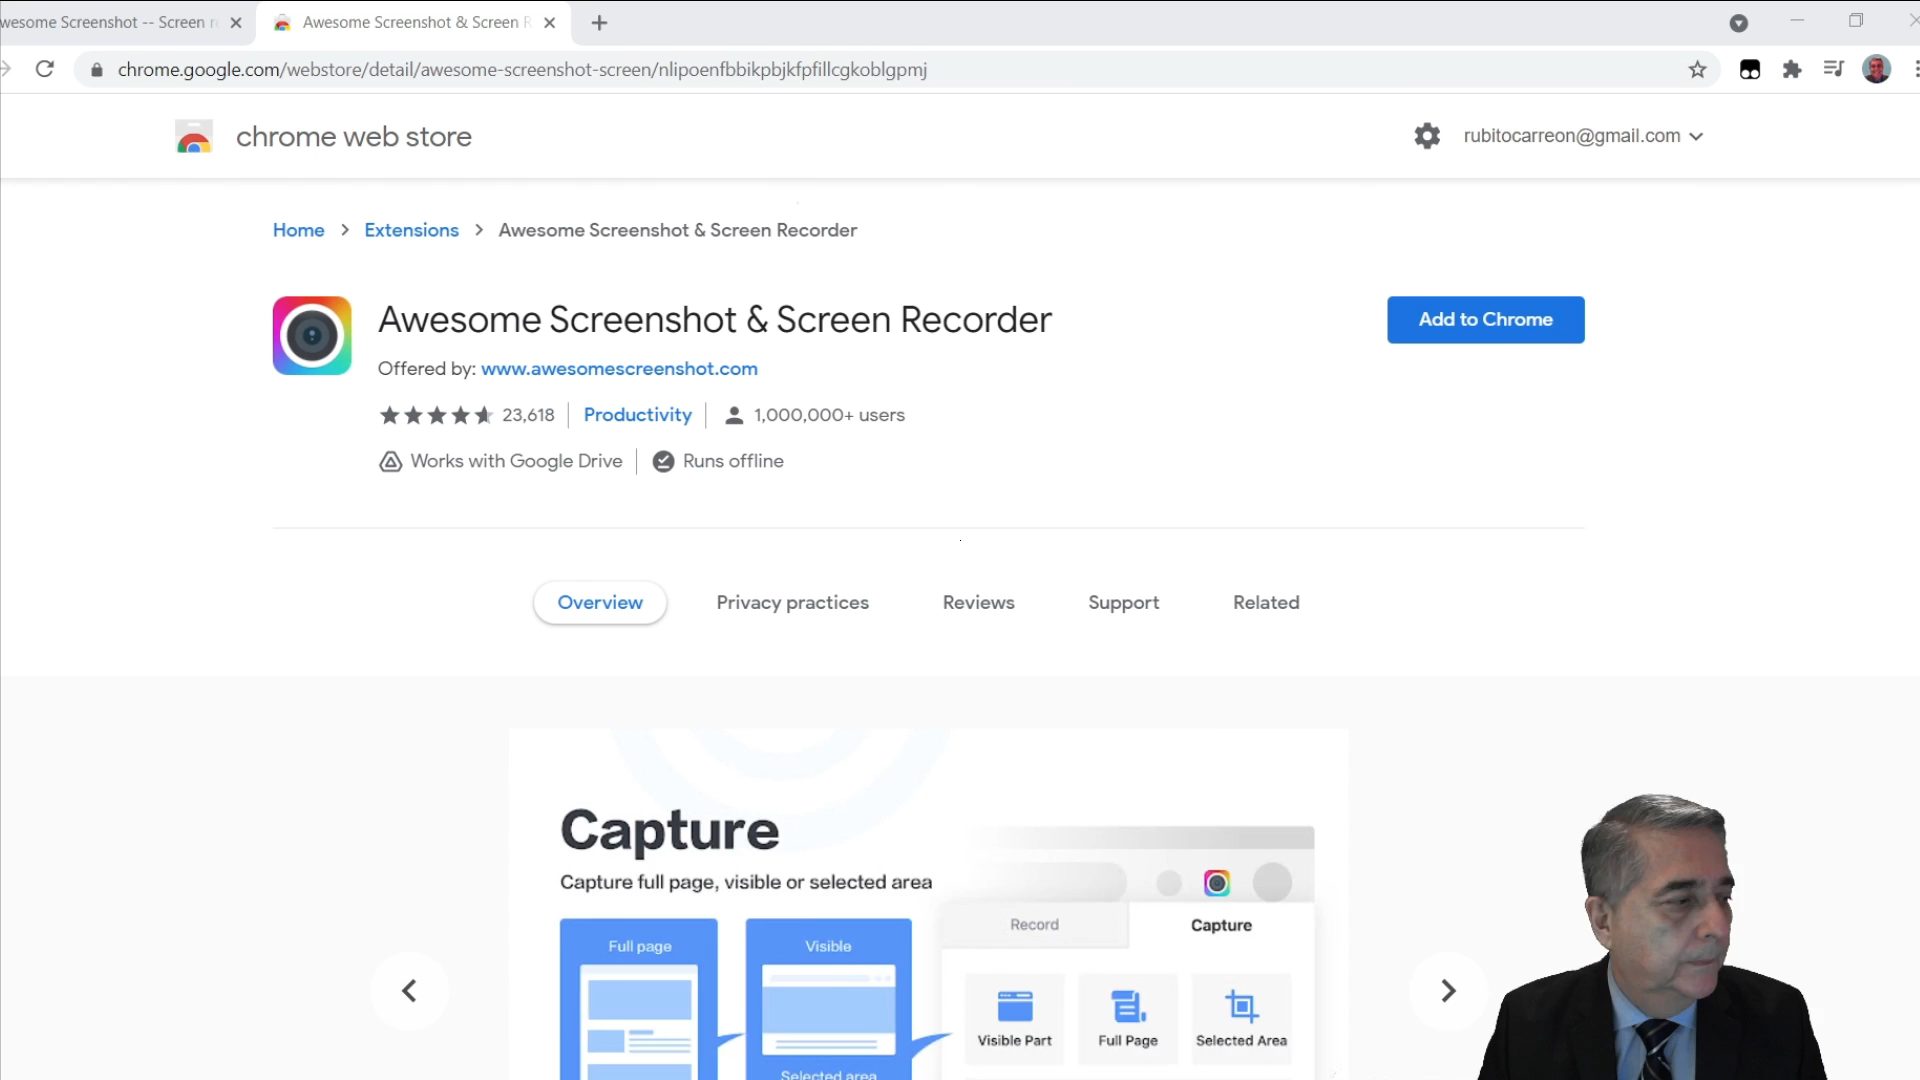 wesome Screenshot -- Screen r
Awesome Screenshot & Screen R
chrome.google.com/webstore/detail/awesome-screenshot-screen/nlipoenfbbikpbjkfpfillcgkoblgpmj
chrome web store
rubitocarreon@gmail.com
Home > Extensions > Awesome Screenshot & Screen Recorder
Awesome Screenshot & Screen Recorder
Add to Chrome
Offered by: www.awesomescreenshot.com
23,618 | Productivity | 1,000,000+ users
Works with Google Drive | Runs offline
Overview
Privacy practices
Reviews
Support
Related
Capture
Capture full page, visible or selected area
Full page
Visible
Record
Capture
Visible Part
Full Page
Selected Area
Selected area